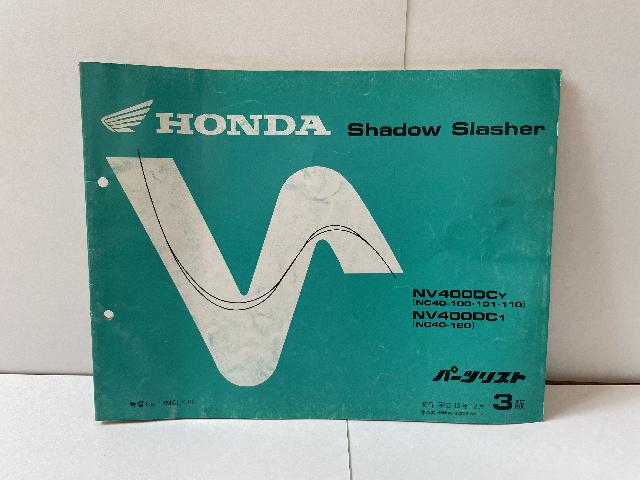 HONDA Shadow Slasher
NV400DCY
(NC40-100・101・110)
NV400DC1
(NC40-120)
パーツリスト
3版